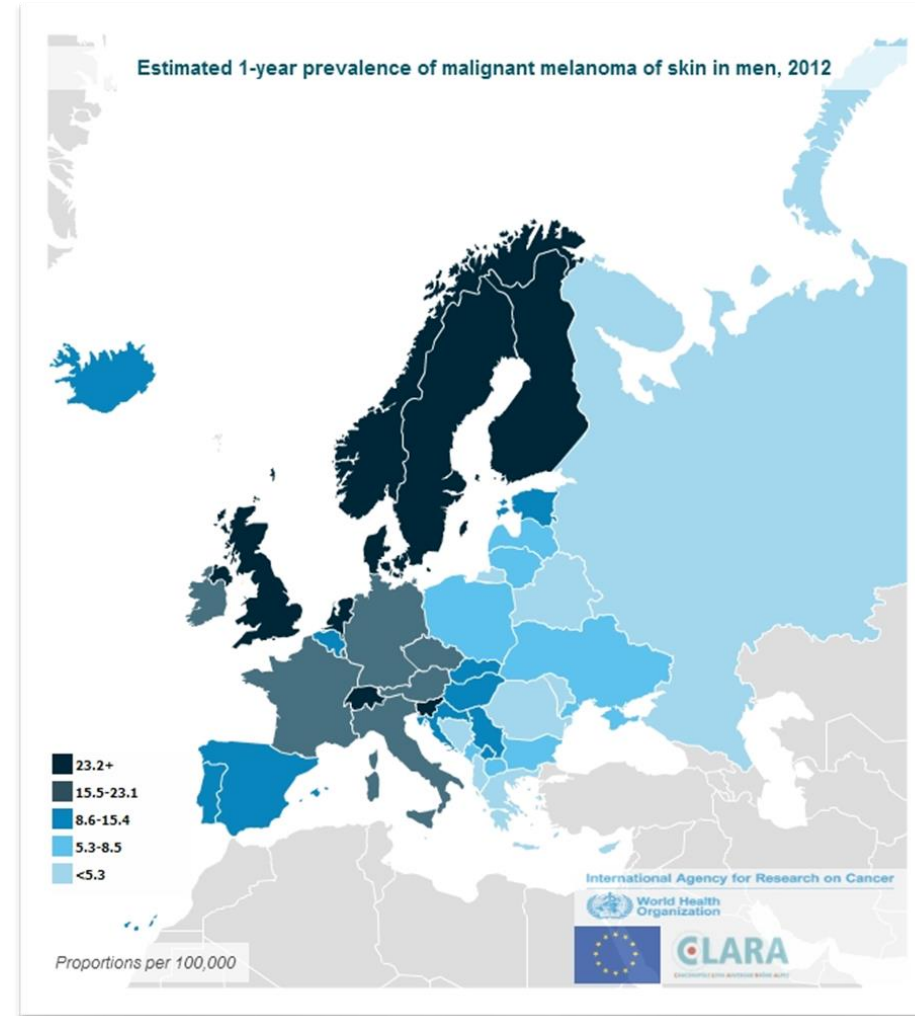 Estimated 1-year prevalence of malignant melanoma of skin in men, 2012
23.2+
15.5-23.1
8.6-15.4
5.3-8.5
<5.3
Proportions per 100,000
International Agency for Research on Cancer
World Health
Organization
CLARA